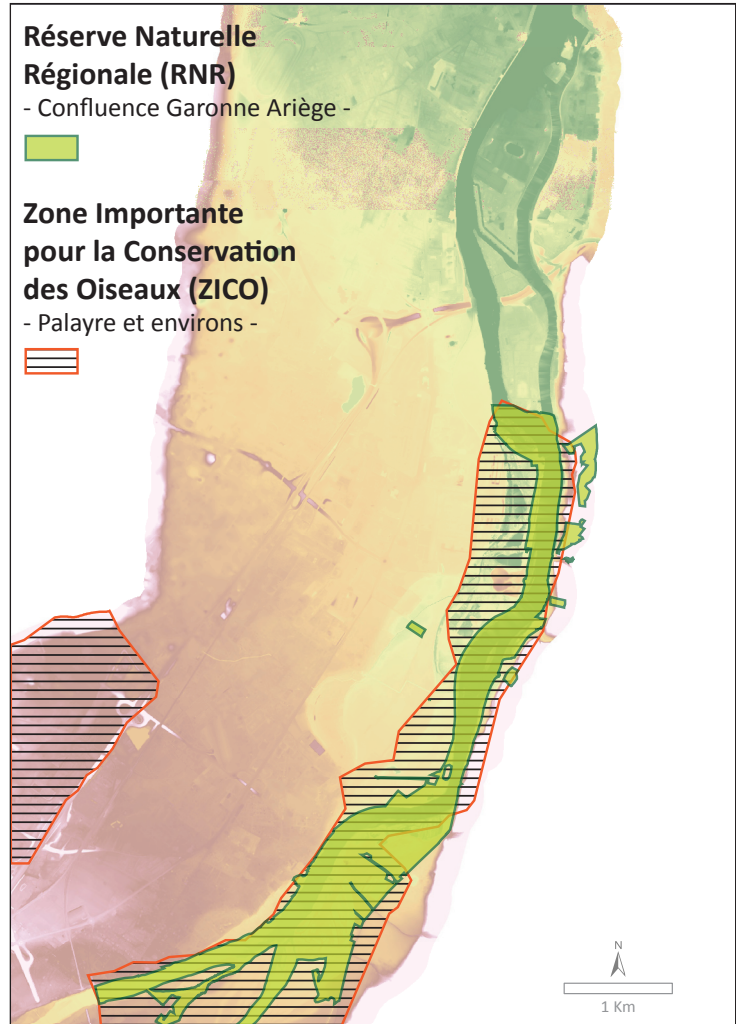 Réserve Naturelle
Régionale (RNR)
- Confluence Garonne Ariège -
Zone Importante
pour la Conservation
des Oiseaux (ZICO)
- Palayre et environs -
N
1 Km